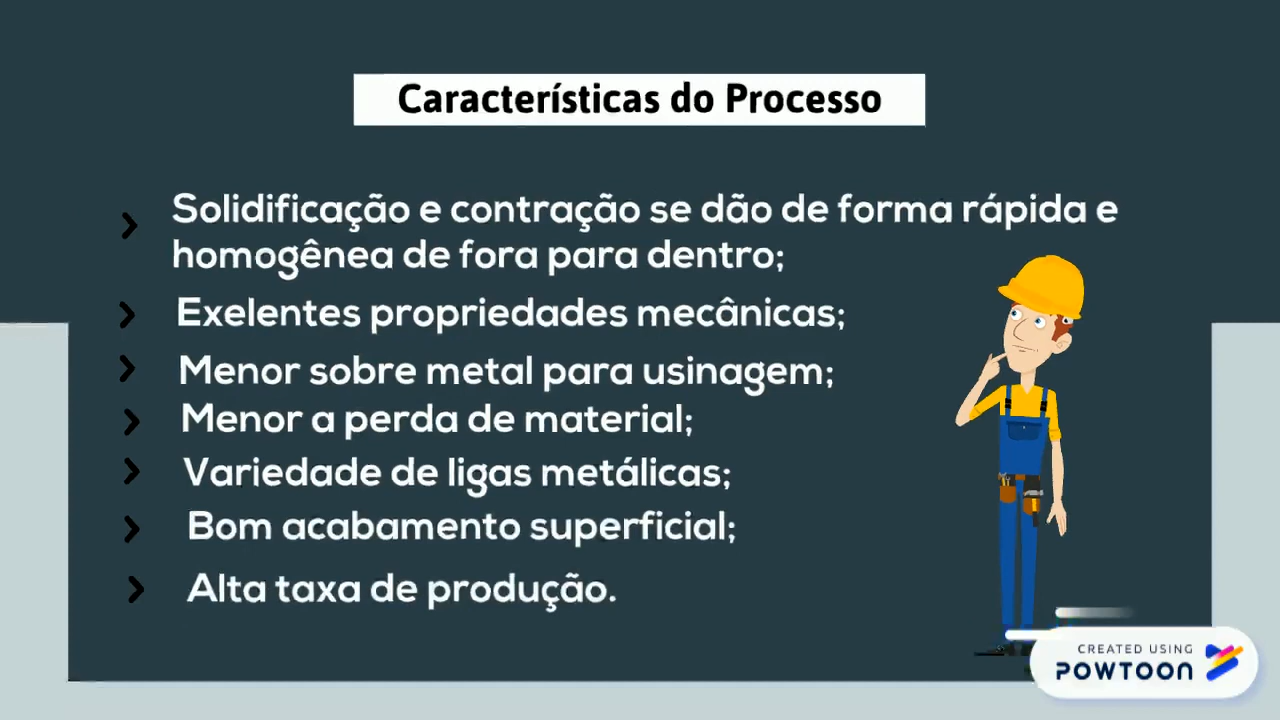 Características do Processo
Solidificação e contração se dão de forma rápida e
homogênea de fora para dentro;
Exelentes propriedades mecânicas;
Menor sobre metal para usinagem;
Menor a perda de material;
Variedade de ligas metálicas;
Bom acabamento superficial;
Alta taxa de produção.
CREATED USING
POWTOON